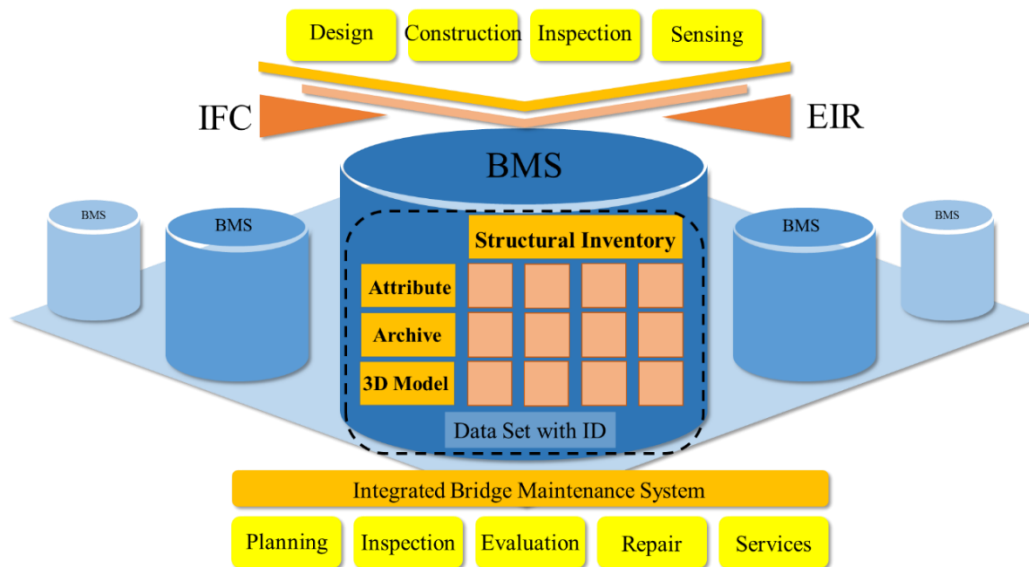 Design
Construction
Inspection
Sensing
IFC
EIR
BMS
BMS
BMS
BMS
BMS
Structural Inventory
Attribute
Archive
3D Model
Data Set with ID
Integrated Bridge Maintenance System
Planning
Inspection
Evaluation
Repair
Services